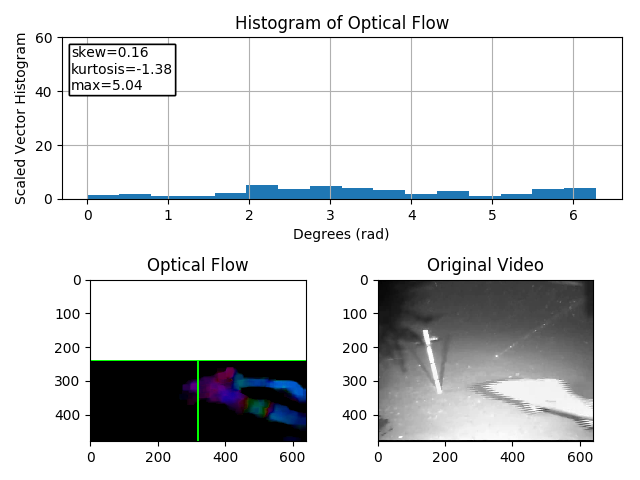 Histogram of Optical Flow
Scaled Vector Histogram
60
40
20
0
skew=0.16
kurtosis=-1.38
max=5.04
0 1 2 3 4 5 6
Degrees (rad)
Optical Flow
0
100
200
300
400
0 200 400 600
Original Video
0
100
200
300
400
0 200 400 600